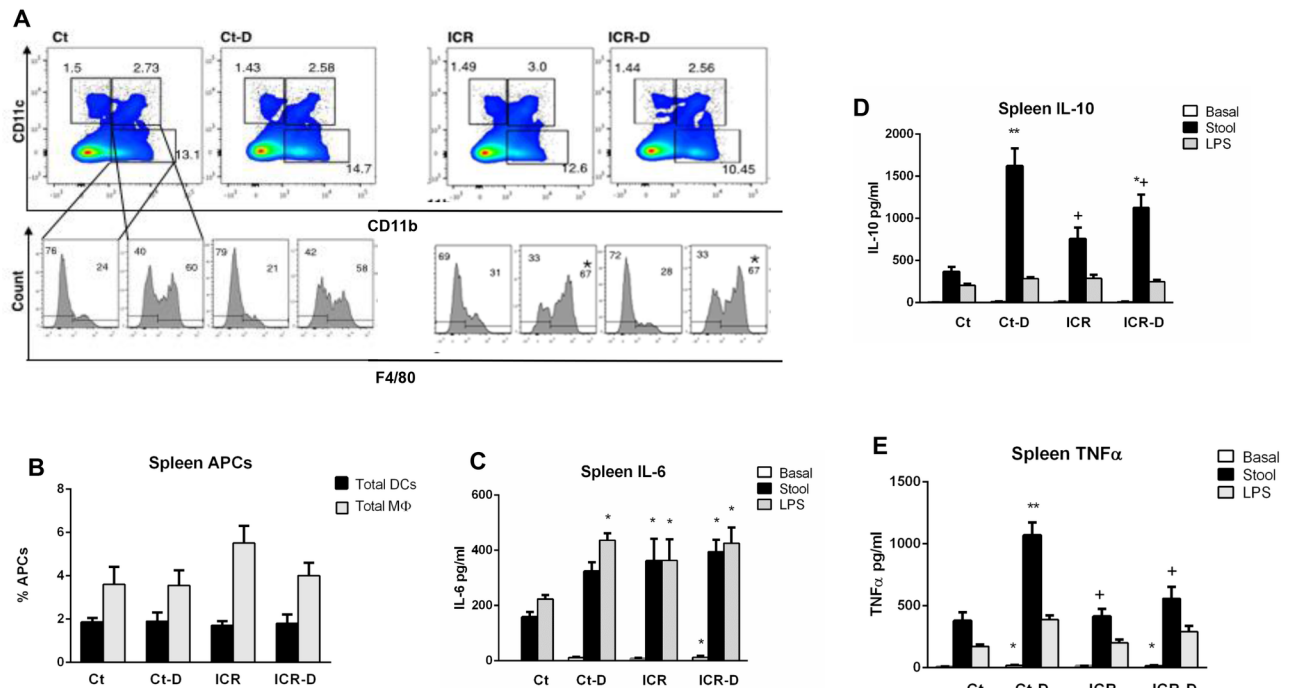 A
Ct
Ct-D
ICR
ICR-D
1.5 2.73
1.43 2.58
1.49 3.0
1.44 2.56
13.1
14.7
12.6
10.45
CD11c
CD11b
76 24
40 60
79 21
42 58
69 31
33 * 67
72 28
33 * 67
Count
F4/80
B
Spleen APCs
Total DCs
Total MΦ
% APCs
8
6
4
2
0
Ct Ct-D ICR ICR-D
C
Spleen IL-6
Basal
Stool
LPS
IL-6 pg/ml
600
400
200
0
* * * * * *
Ct Ct-D ICR ICR-D
D
Spleen IL-10
Basal
Stool
LPS
IL-10 pg/ml
2000
1500
1000
500
0
** + *+
Ct Ct-D ICR ICR-D
E
Spleen TNFα
Basal
Stool
LPS
TNFα pg/ml
1500
1000
500
0
* ** + * +
Ct Ct-D ICR ICR-D